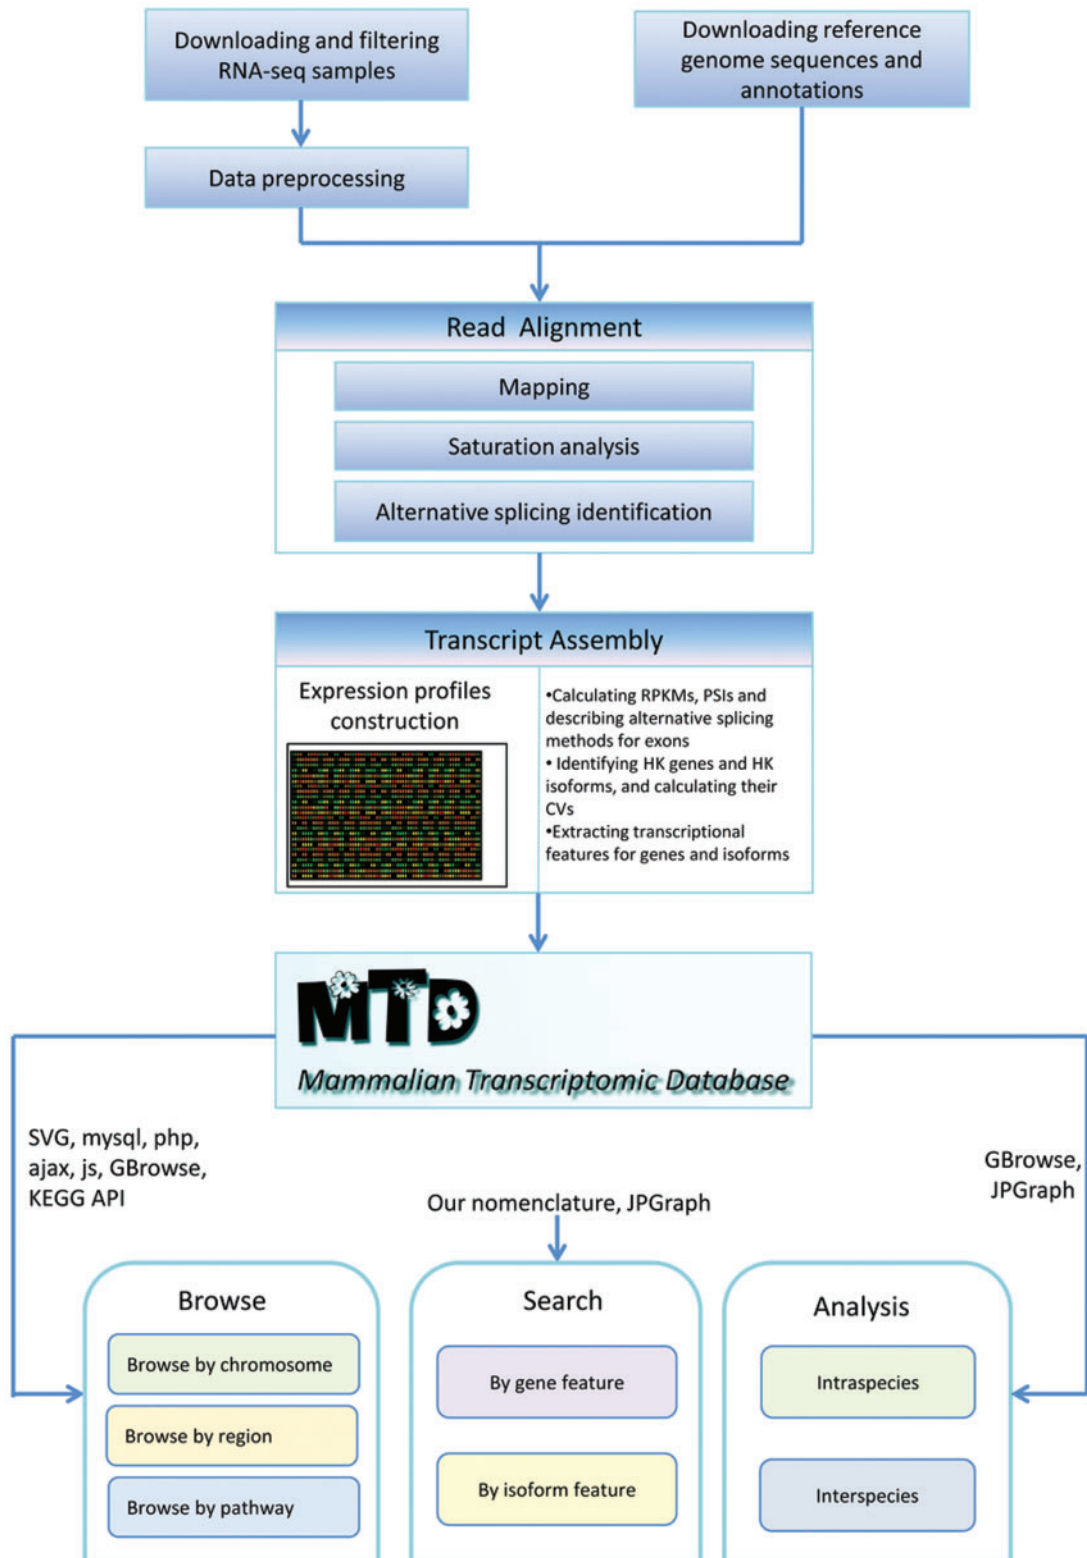 Downloading and filtering
RNA-seq samples
Downloading reference
genome sequences and
annotations
Data preprocessing
Read Alignment
Mapping
Saturation analysis
Alternative splicing identification
Transcript Assembly
Expression profiles
construction
•Calculating RPKMs, PSIs and
describing alternative splicing
methods for exons
• Identifying HK genes and HK
isoforms, and calculating their
CVs
•Extracting transcriptional
features for genes and isoforms
MTD
Mammalian Transcriptomic Database
SVG, mysql, php,
ajax, js, GBrowse,
KEGG API
Our nomenclature, JPGraph
GBrowse,
JPGraph
Browse
Browse by chromosome
Browse by region
Browse by pathway
Search
By gene feature
By isoform feature
Analysis
Intraspecies
Interspecies